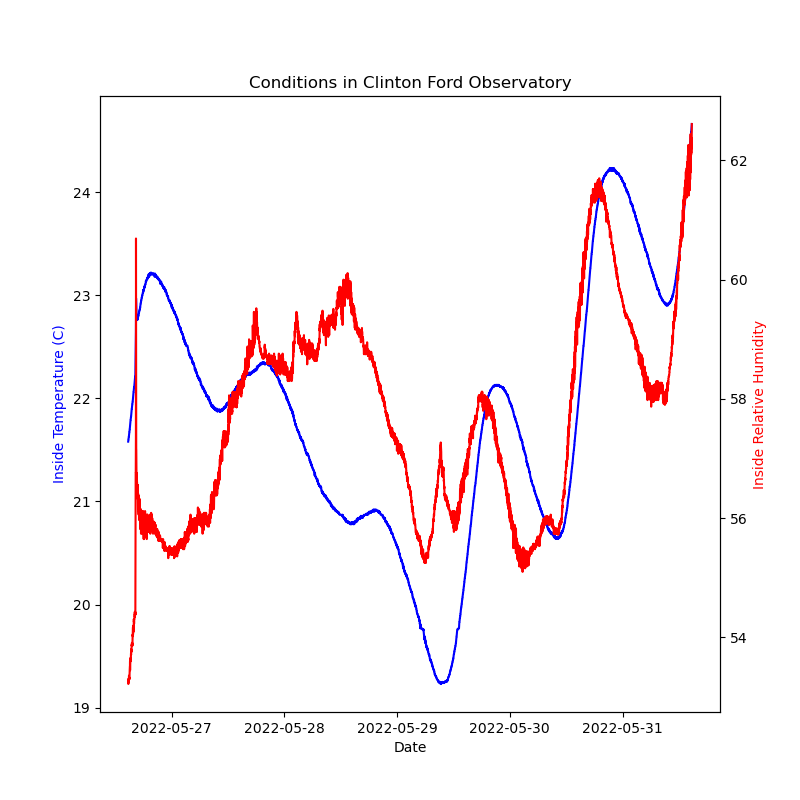 Conditions in Clinton Ford Observatory
Inside Temperature (C)
24
23
22
21
20
19
62
60
58
56
54
Inside Relative Humidity
2022-05-27 2022-05-28 2022-05-29 2022-05-30 2022-05-31
Date